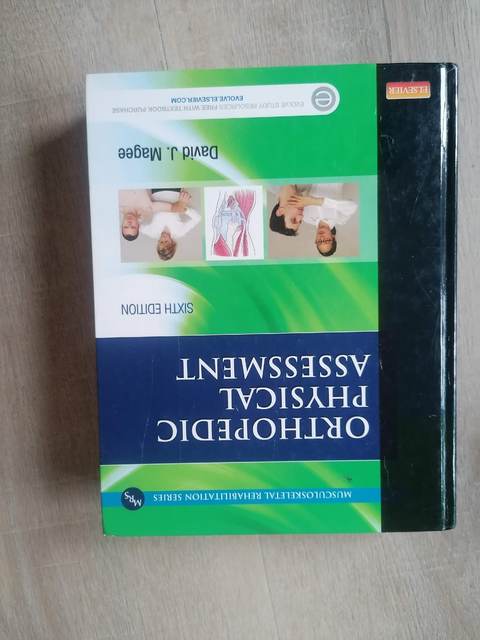 MUSCULOSKELETAL REHABILITATION SERIES
MRS
ORTHOPEDIC
PHYSICAL
ASSESSMENT
SIXTH EDITION
David J. Magee
EVOLVE STUDY RESOURCES FREE WITH TEXTBOOK PURCHASE
EVOLVE.ELSEVIER.COM
e
ELSEVIER